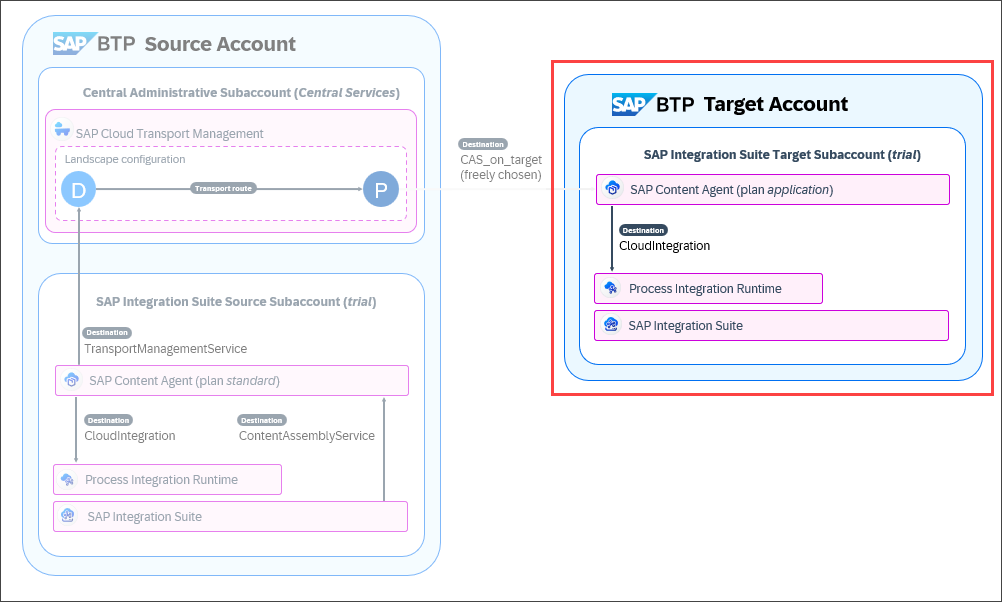 SAP BTP Source Account
Central Administrative Subaccount (Central Services)
SAP Cloud Transport Management
Landscape configuration
D
Transport route
P
SAP Integration Suite Source Subaccount (trial)
Destination
TransportManagementService
SAP Content Agent (plan standard)
Destination
CloudIntegration
Destination
ContentAssemblyService
Process Integration Runtime
SAP Integration Suite
Destination
CAS_on_target
(freely chosen)
SAP BTP Target Account
SAP Integration Suite Target Subaccount (trial)
SAP Content Agent (plan application)
Destination
CloudIntegration
Process Integration Runtime
SAP Integration Suite